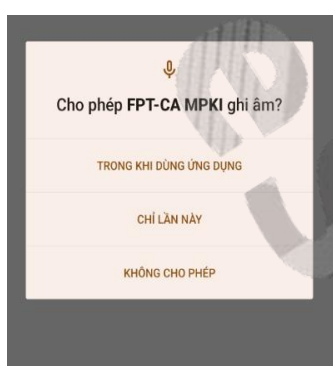 Cho phép FPT-CA MPKI ghi âm?
TRONG KHI DÙNG ỨNG DỤNG
CHỈ LẦN NÀY
KHÔNG CHO PHÉP